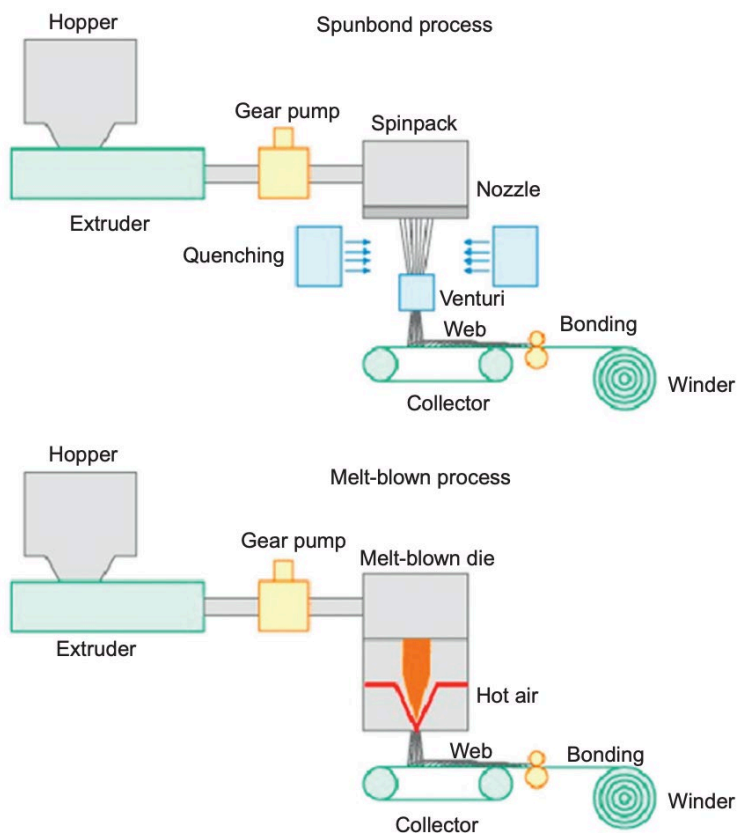 Hopper
Spunbond process
Gear pump
Spinpack
Nozzle
Extruder
Quenching
Venturi
Web
Bonding
Collector
Winder
Hopper
Melt-blown process
Gear pump
Melt-blown die
Extruder
Hot air
Web
Bonding
Winder
Collector